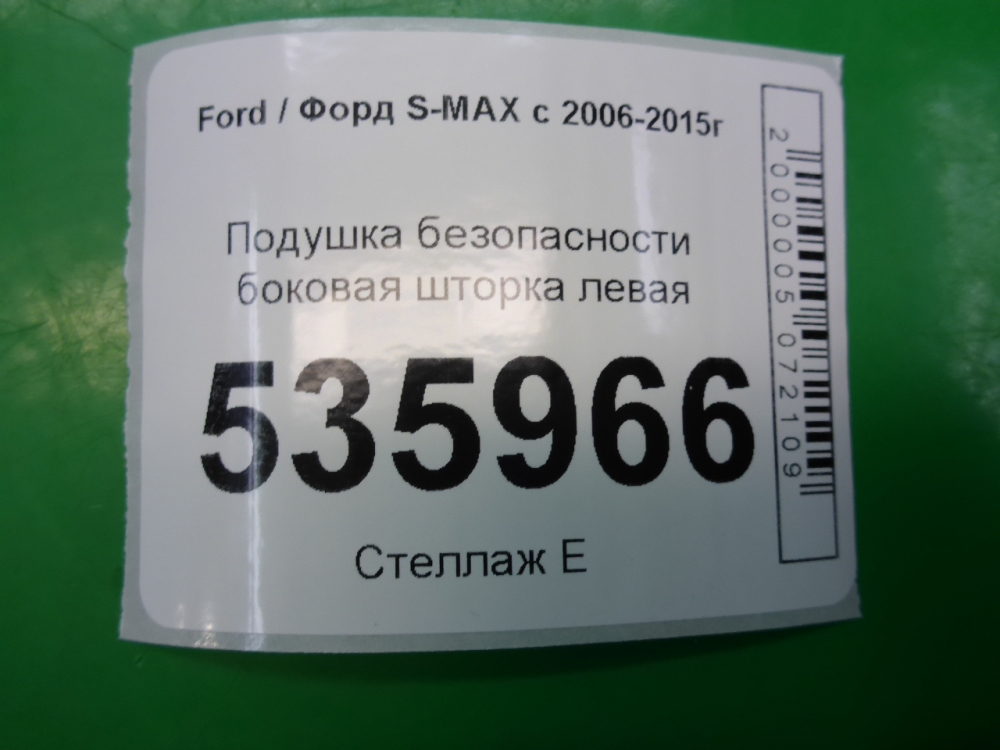 Ford / Форд S-MAX с 2006-2015г
Подушка безопасности
боковая шторка левая
535966
Стеллаж Е
2000005072109